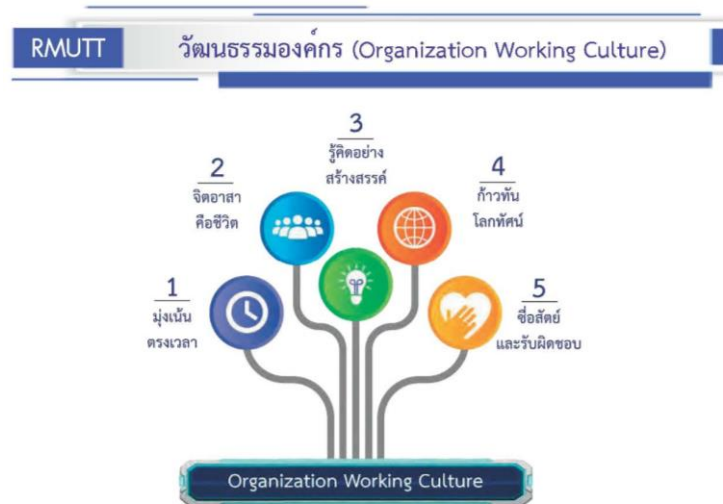 RMUTT
วัฒนธรรมองค์กร (Organization Working Culture)
1
มุ่งเน้น
ตรงเวลา
2
จิตอาสา
คือชีวิต
3
รู้คิดอย่าง
สร้างสรรค์
4
ก้าวทัน
โลกทัศน์
5
ซื่อสัตย์
และรับผิดชอบ
Organization Working Culture